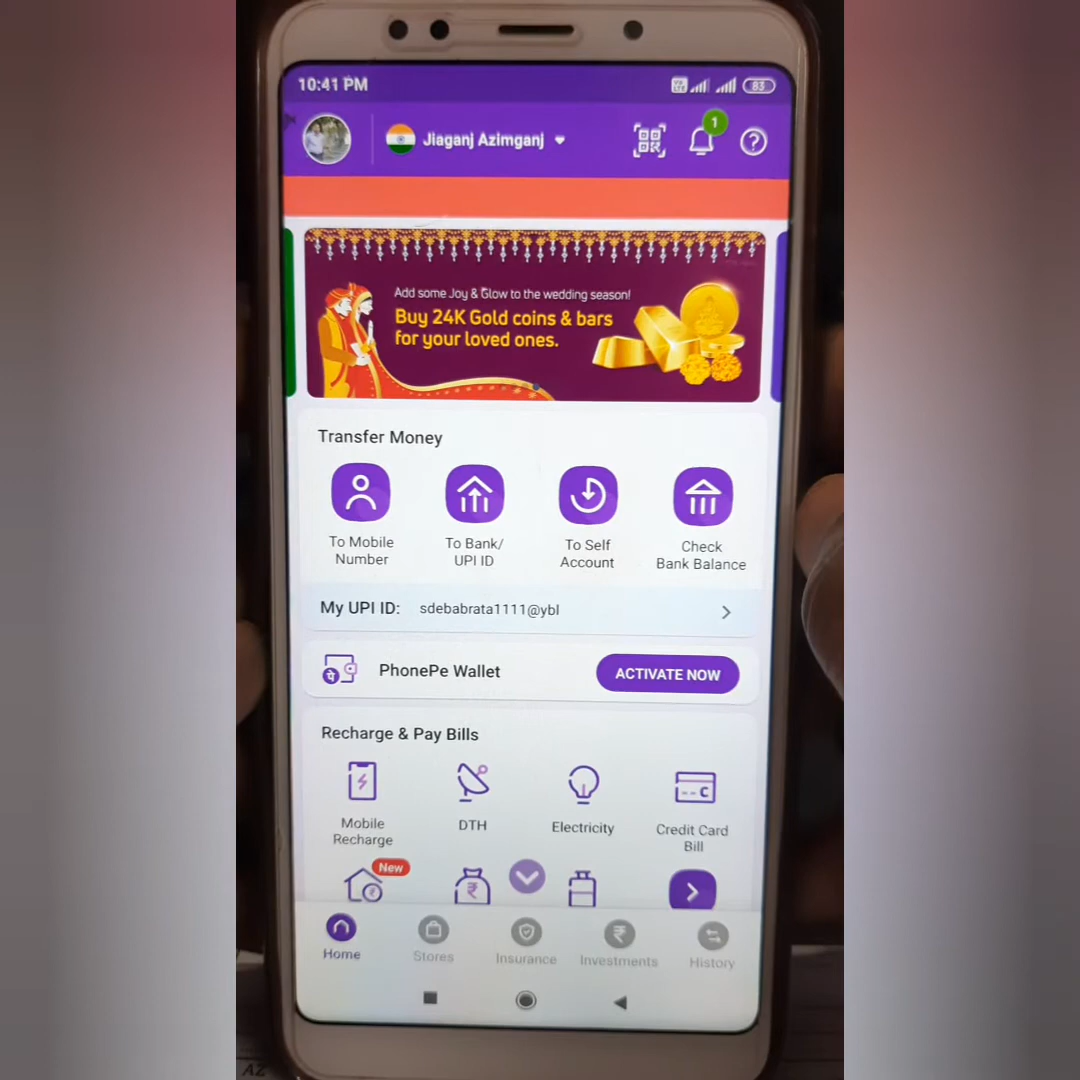 10:41 PM
83
Jiaganj Azimganj
1
?
Add some Joy & Glow to the wedding season!
Buy 24K Gold coins & bars
for your loved ones.
Transfer Money
To Mobile
Number
To Bank/
UPI ID
To Self
Account
Check
Bank Balance
My UPI ID: sdebabrata1111@ybl
PhonePe Wallet
ACTIVATE NOW
Recharge & Pay Bills
Mobile
Recharge
DTH
Electricity
Credit Card
Bill
New
Home
Stores
Insurance
Investments
History
AZ